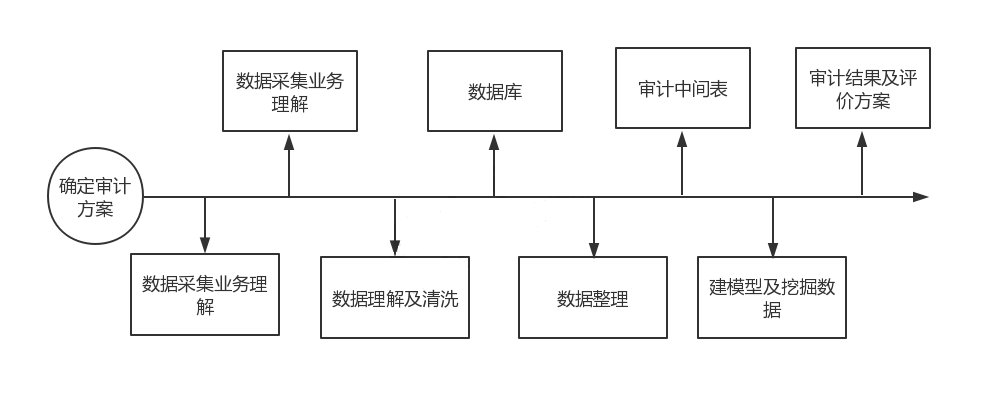 数据采集业务
理解
数据库
审计中间表
审计结果及评
价方案
确定审计
方案
数据采集业务理
解
数据理解及清洗
数据整理
建模型及挖掘数
据